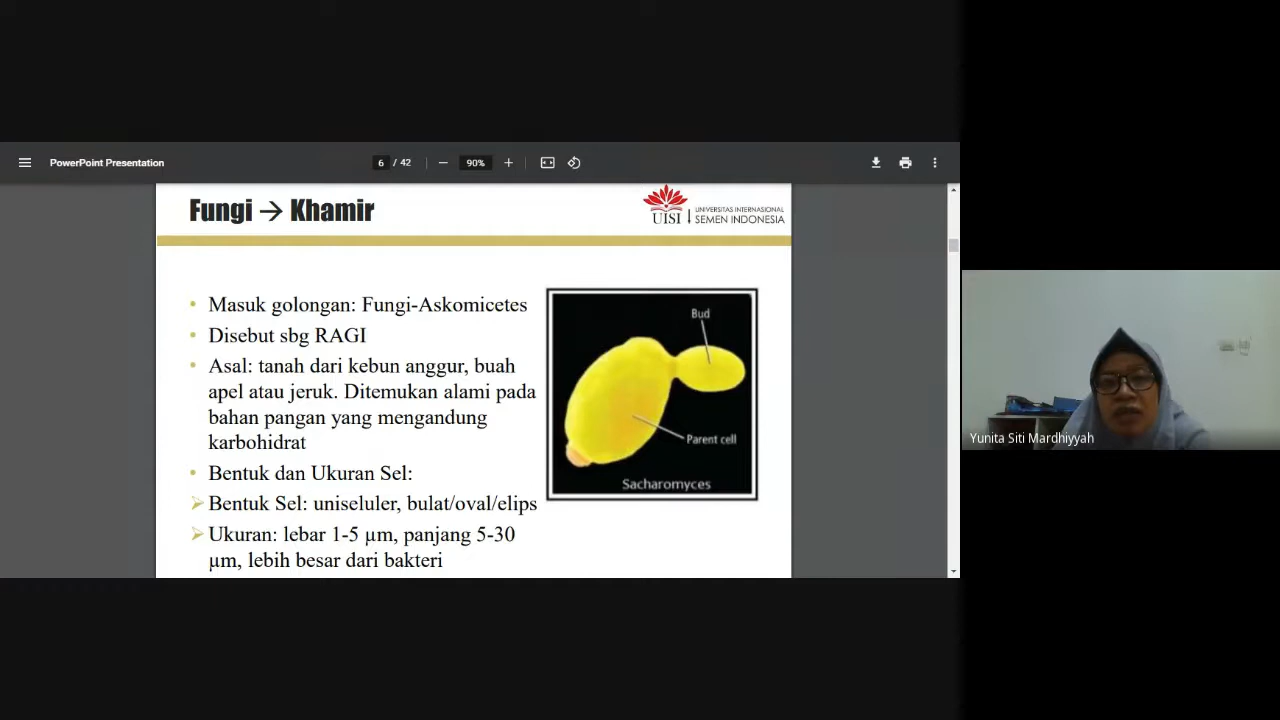 PowerPoint Presentation
6 / 42
90%
Fungi → Khamir
UISI
UNIVERSITAS INTERNASIONAL
SEMEN INDONESIA
• Masuk golongan: Fungi-Askomicetes
• Disebut sbg RAGI
• Asal: tanah dari kebun anggur, buah
apel atau jeruk. Ditemukan alami pada
bahan pangan yang mengandung
karbohidrat
• Bentuk dan Ukuran Sel:
➢ Bentuk Sel: uniseluler, bulat/oval/elips
➢ Ukuran: lebar 1-5 µm, panjang 5-30
µm, lebih besar dari bakteri
Bud
Parent cell
Sacharomyces
Yunita Siti Mardhiyyah